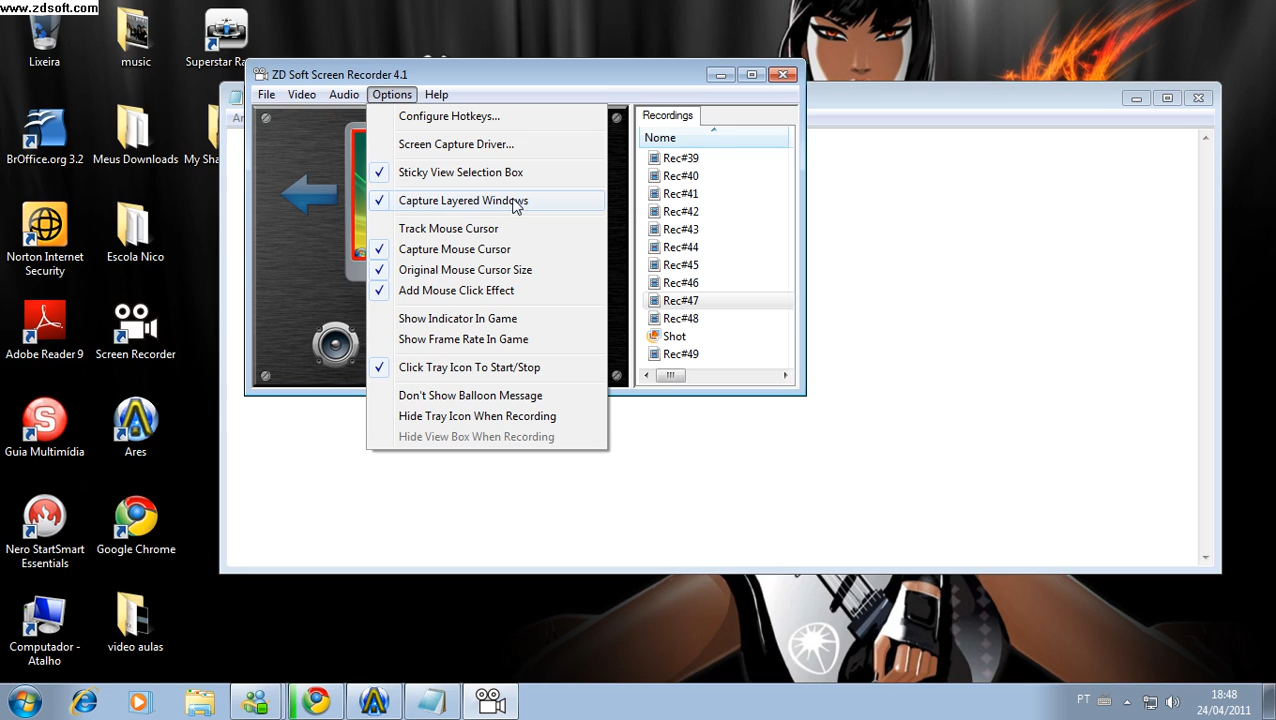 www.zdsoft.com
Lixeira
music
Superstar Ra
BrOffice.org 3.2
Meus Downloads
My Sha
Norton Internet
Security
Escola Nico
Adobe Reader 9
Screen Recorder
Guia Multimídia
Ares
Nero StartSmart
Essentials
Google Chrome
Computador -
Atalho
video aulas
ZD Soft Screen Recorder 4.1
File Video Audio Options Help
Configure Hotkeys...
Screen Capture Driver...
Sticky View Selection Box
Capture Layered Windows
Track Mouse Cursor
Capture Mouse Cursor
Original Mouse Cursor Size
Add Mouse Click Effect
Show Indicator In Game
Show Frame Rate In Game
Click Tray Icon To Start/Stop
Don't Show Balloon Message
Hide Tray Icon When Recording
Hide View Box When Recording
Recordings
Nome
Rec#39
Rec#40
Rec#41
Rec#42
Rec#43
Rec#44
Rec#45
Rec#46
Rec#47
Rec#48
Shot
Rec#49
Ar
PT
18:48
24/04/2011